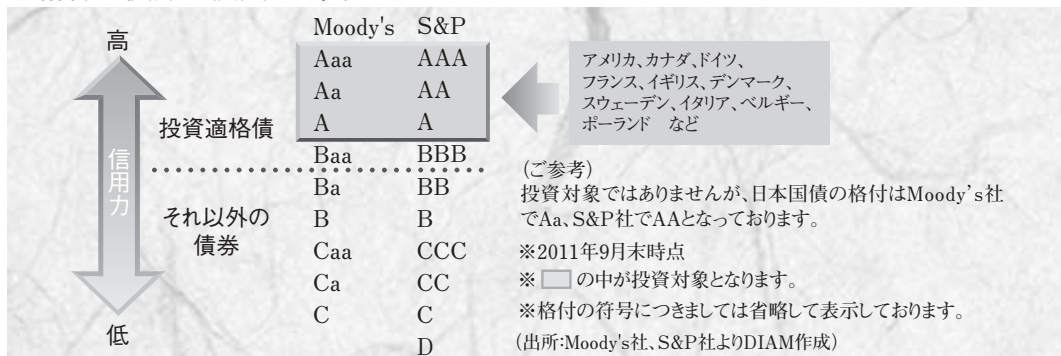 高
信用力
低
投資適格債
それ以外の
債券
Moody's S&P
Aaa AAA
Aa AA
A A
Baa BBB
Ba BB
B B
Caa CCC
Ca CC
C C
D
アメリカ、カナダ、ドイツ、
フランス、イギリス、デンマーク、
スウェーデン、イタリア、ベルギー、
ポーランド など
(ご参考)
投資対象ではありませんが、日本国債の格付はMoody's社
でAa、S&P社でAAとなっております。
※2011年9月末時点
※ の中が投資対象となります。
※格付の符号につきましては省略して表示しております。
(出所:Moody's社、S&P社よりDIAM作成)